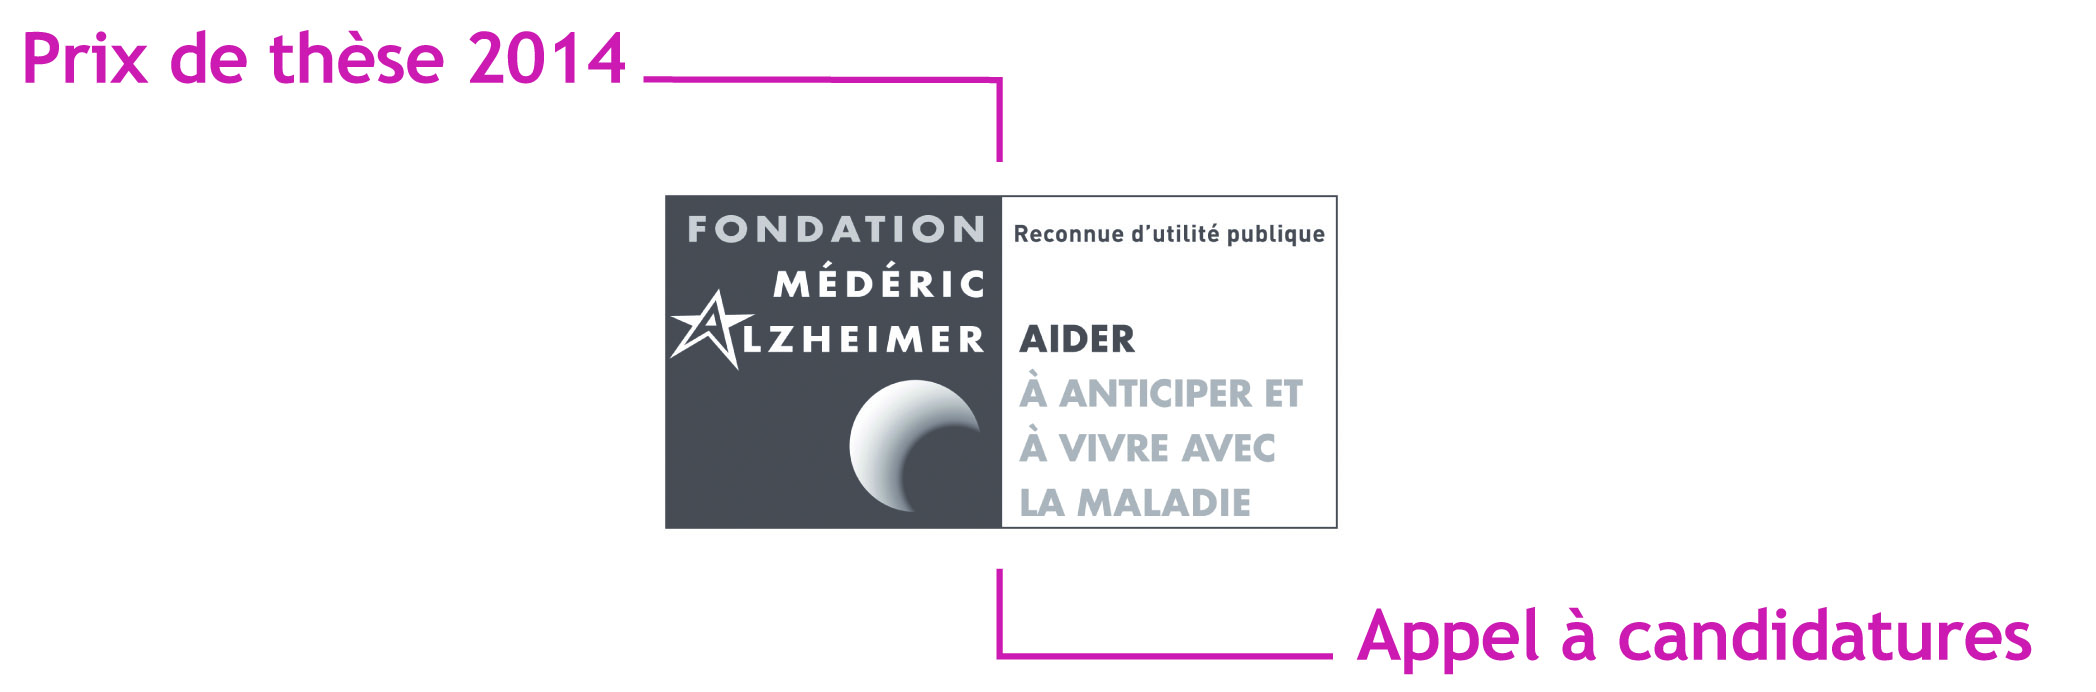 Prix de thèse 2014
FONDATION
MÉDÉRIC
ALZHEIMER
Reconnue d'utilité publique
AIDER
À ANTICIPER ET
À VIVRE AVEC
LA MALADIE
Appel à candidatures